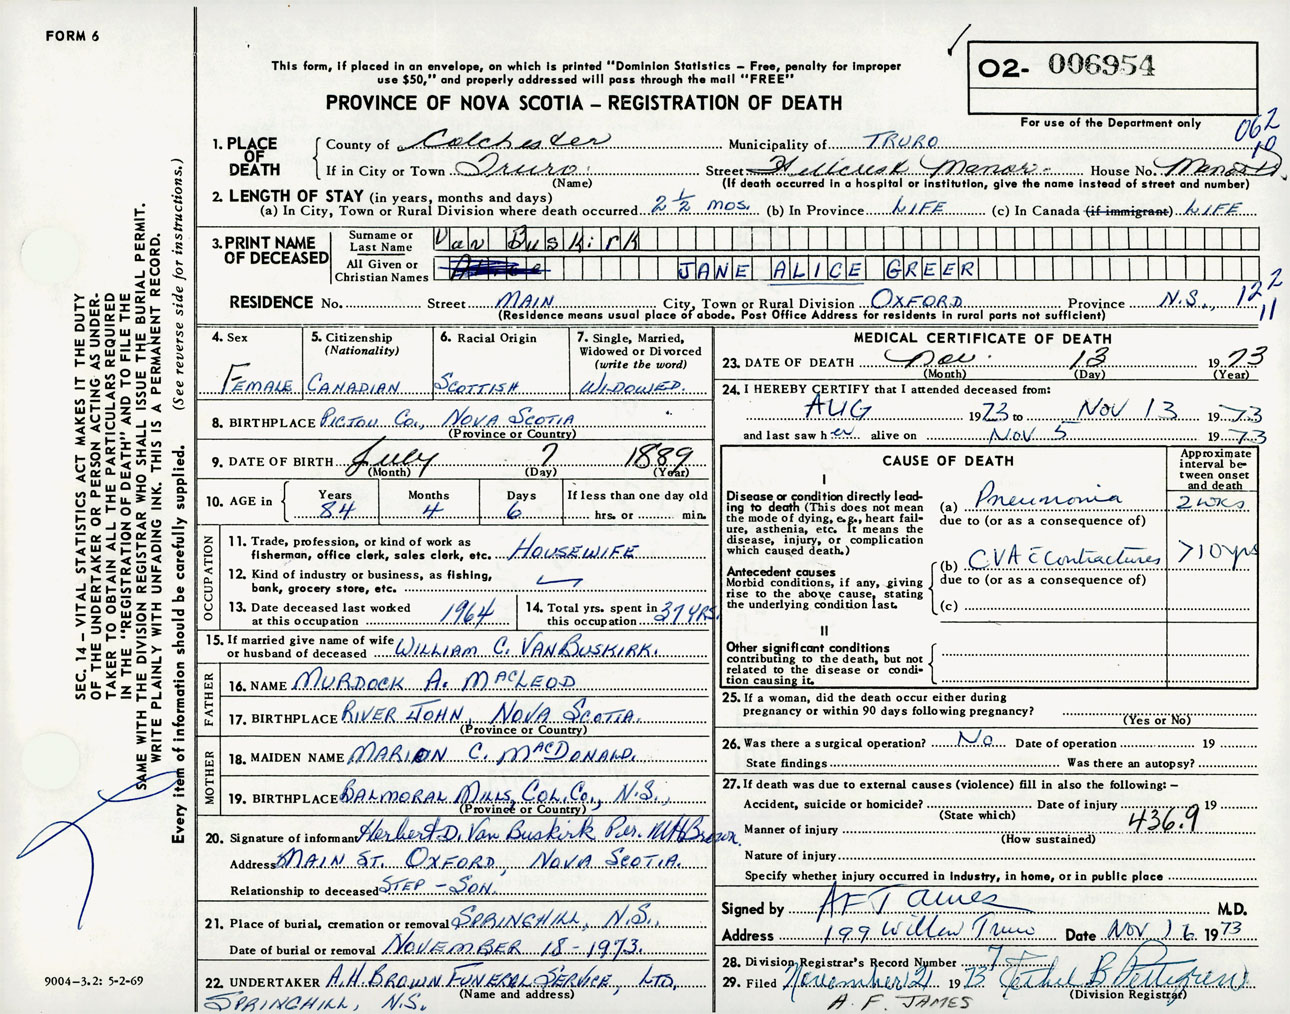 FORM 6
This form, if placed in an envelope, on which is printed "Dominion Statistics – Free, penalty for improper
use $50," and properly addressed will pass through the mail "FREE"
PROVINCE OF NOVA SCOTIA – REGISTRATION OF DEATH
02- 006954
For use of the Department only
062
10
1. PLACE OF DEATH
County of Colchester Municipality of TRURO
If in City or Town Truro Street Hillcrest Manor House No. Manor
(Name) (If death occurred in a hospital or institution, give the name instead of street and number)
2. LENGTH OF STAY (in years, months and days)
(a) In City, Town or Rural Division where death occurred 2 1/2 MOS. (b) In Province LIFE (c) In Canada (if immigrant) LIFE
3. PRINT NAME OF DECEASED
Surname or Last Name Van Buskirk
All Given or Christian Names JANE ALICE GREER
RESIDENCE No. Street MAIN City, Town or Rural Division OXFORD Province N.S.,
(Residence means usual place of abode. Post Office Address for residents in rural parts not sufficient)
122
11
4. Sex FEMALE
5. Citizenship (Nationality) CANADIAN
6. Racial Origin SCOTTISH
7. Single, Married, Widowed or Divorced (write the word) WIDOWED.
8. BIRTHPLACE PICTOU CO., NOVA SCOTIA
(Province or Country)
9. DATE OF BIRTH July 7 1889
(Month) (Day) (Year)
10. AGE in Years 84 Months 4 Days 6 If less than one day old hrs. or min.
OCCUPATION
11. Trade, profession, or kind of work as
fisherman, office clerk, sales clerk, etc. HOUSEWIFE
12. Kind of industry or business, as fishing,
bank, grocery store, etc.
13. Date deceased last worked
at this occupation 1964
14. Total yrs. spent in
this occupation 37 YRS.
15. If married give name of wife
or husband of deceased WILLIAM C. VANBUSKIRK.
FATHER
16. NAME MURDOCK A. MACLEOD
17. BIRTHPLACE RIVER JOHN, NOVA SCOTIA.
(Province or Country)
MOTHER
18. MAIDEN NAME MARION C. MACDONALD.
19. BIRTHPLACE BALMORAL MILLS, COL. CO., N.S.,
(Province or Country)
20. Signature of informant Herbert D. Van Buskirk Per. MHBrown.
Address MAIN ST. OXFORD, NOVA SCOTIA.
Relationship to deceased STEP-SON.
21. Place of burial, cremation or removal SPRINGHILL, N.S.,
Date of burial or removal NOVEMBER 18-1973.
22. UNDERTAKER A.H. BROWN FUNERAL SERVICE, LTD.
(Name and address)
SPRINGHILL, N.S.
MEDICAL CERTIFICATE OF DEATH
23. DATE OF DEATH Nov. 13 1973
(Month) (Day) (Year)
24. I HEREBY CERTIFY that I attended deceased from:
AUG 1973 to NOV 13 1973
and last saw her alive on NOV 5 1973
CAUSE OF DEATH
Approximate interval between onset and death
I
Disease or condition directly leading to death (This does not mean the mode of dying, e.g., heart failure, asthenia, etc. It means the disease, injury, or complication which caused death.)
(a) Pneumonia 2 wks
due to (or as a consequence of)
Antecedent causes
Morbid conditions, if any, giving rise to the above cause, stating the underlying condition last.
(b) CVA c contractures >10 yrs
due to (or as a consequence of)
(c)
II
Other significant conditions
contributing to the death, but not related to the disease or condition causing it.
25. If a woman, did the death occur either during
pregnancy or within 90 days following pregnancy?
(Yes or No)
26. Was there a surgical operation? No Date of operation 19
State findings Was there an autopsy?
27. If death was due to external causes (violence) fill in also the following:–
Accident, suicide or homicide? Date of injury 19
(State which)
436.9
Manner of injury
(How sustained)
Nature of injury
Specify whether injury occurred in industry, in home, or in public place
Signed by AF James M.D.
Address 199 Willow Truro Date NOV 16 1973
28. Division Registrar's Record Number 7
29. Filed November 21 1973 Ethel B Pettigrew
(Division Registrar)
A. F. JAMES
SEC. 14 – VITAL STATISTICS ACT MAKES IT THE DUTY
OF THE UNDERTAKER OR PERSON ACTING AS UNDER-
TAKER TO OBTAIN ALL THE PARTICULARS REQUIRED
IN THE "REGISTRATION OF DEATH" AND TO FILE THE
SAME WITH THE DIVISION REGISTRAR WHO SHALL ISSUE THE BURIAL PERMIT.
WRITE PLAINLY WITH UNFADING INK. THIS IS A PERMANENT RECORD.
Every item of information should be carefully supplied. (See reverse side for instructions.)
9004-3.2: 5-2-69